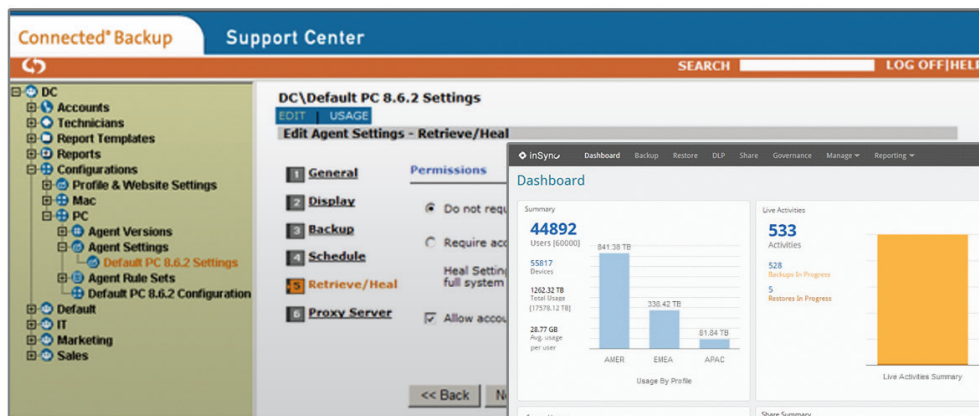 Connected® Backup
Support Center
SEARCH
LOG OFF|HELP
DC
Accounts
Technicians
Report Templates
Reports
Configurations
Profile & Website Settings
Mac
PC
Agent Versions
Agent Settings
Default PC 8.6.2 Settings
Agent Rule Sets
Default PC 8.6.2 Configuration
Default
IT
Marketing
Sales
DC\Default PC 8.6.2 Settings
EDIT | USAGE
Edit Agent Settings - Retrieve/Heal
1 General
2 Display
3 Backup
4 Schedule
5 Retrieve/Heal
6 Proxy Server
Permissions
Do not requ
Require acc
Heal Setting
full system
Allow accou
<< Back
N
inSync
Dashboard
Backup
Restore
DLP
Share
Governance
Manage
Reporting
Dashboard
Summary
44892
Users [60000]
55817
Devices
1262.32 TB
Total Usage
[17578.12 TB]
28.77 GB
Avg. usage
per user
841.38 TB
338.42 TB
81.84 TB
AMER
EMEA
APAC
Usage By Profile
Live Activities
533
Activities
528
Backups In Progress
5
Restores In Progress
Live Activities Summary
Share Summary